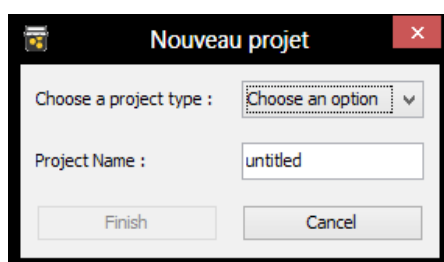 Nouveau projet
Choose a project type : Choose an option
Project Name : untitled
Finish Cancel